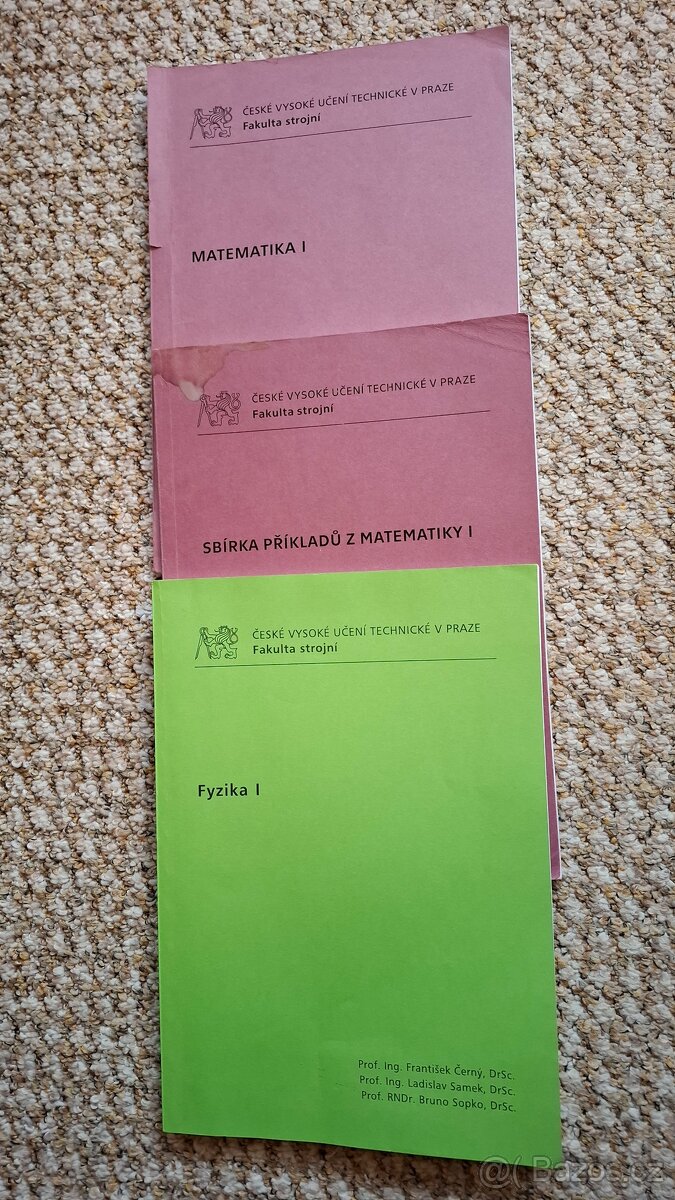 ČESKÉ VYSOKÉ UČENÍ TECHNICKÉ V PRAZE
Fakulta strojní
MATEMATIKA I
ČESKÉ VYSOKÉ UČENÍ TECHNICKÉ V PRAZE
Fakulta strojní
SBÍRKA PŘÍKLADŮ Z MATEMATIKY I
ČESKÉ VYSOKÉ UČENÍ TECHNICKÉ V PRAZE
Fakulta strojní
Fyzika I
Prof. Ing. František Černý, DrSc.
Prof. Ing. Ladislav Samek, DrSc.
Prof. RNDr. Bruno Sopko, DrSc.
Bazos.cz